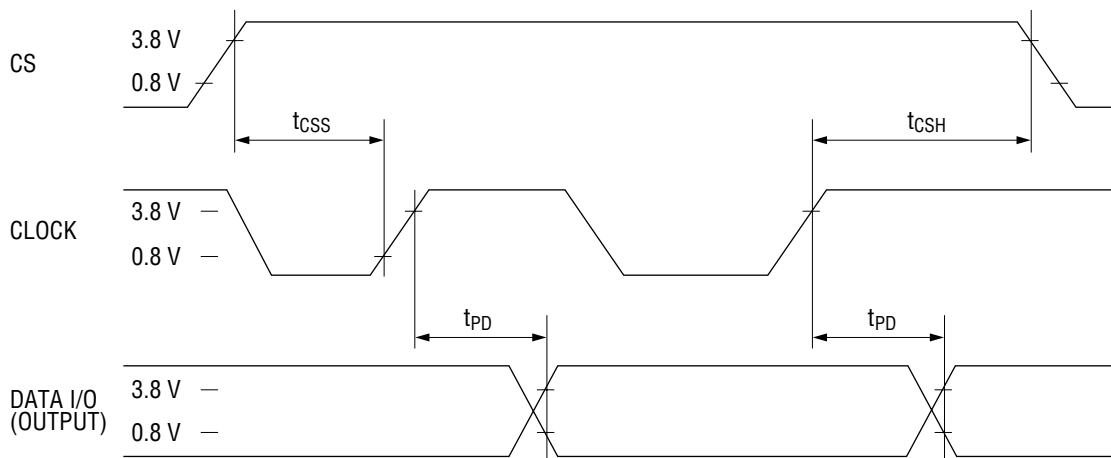 CS
3.8 V
0.8 V
tCSS
tCSH
CLOCK
3.8 V
0.8 V
tPD
tPD
DATA I/O
(OUTPUT)
3.8 V
0.8 V